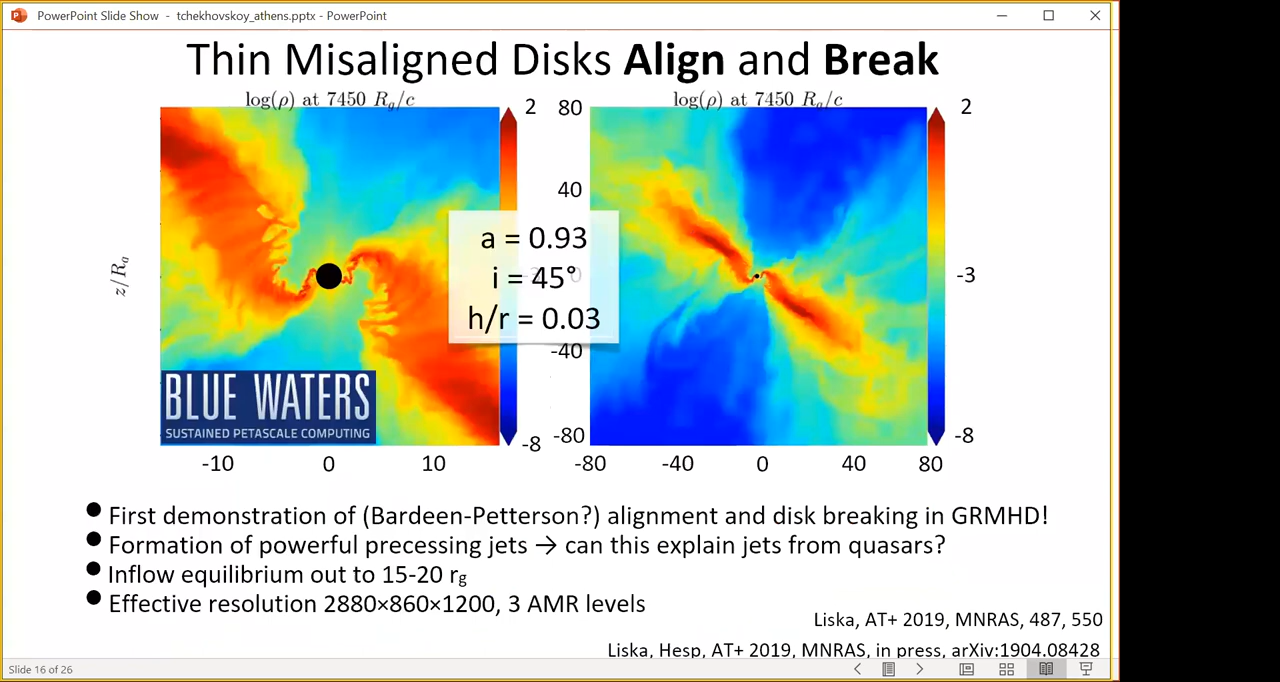 PowerPoint Slide Show - tchekhovskoy_athens.pptx - PowerPoint
Thin Misaligned Disks Align and Break
log(ρ) at 7450 R_g/c
log(ρ) at 7450 R_g/c
2
80
2
40
z/R_g
a = 0.93
i = 45°
0
h/r = 0.03
-3
-40
BLUE WATERS
SUSTAINED PETASCALE COMPUTING
-8
-80
-8
-10
0
10
-80
-40
0
40
80
● First demonstration of (Bardeen-Petterson?) alignment and disk breaking in GRMHD!
● Formation of powerful precessing jets → can this explain jets from quasars?
● Inflow equilibrium out to 15-20 r_g
● Effective resolution 2880×860×1200, 3 AMR levels
Liska, AT+ 2019, MNRAS, 487, 550
Liska, Hesp, AT+ 2019, MNRAS, in press, arXiv:1904.08428
Slide 16 of 26